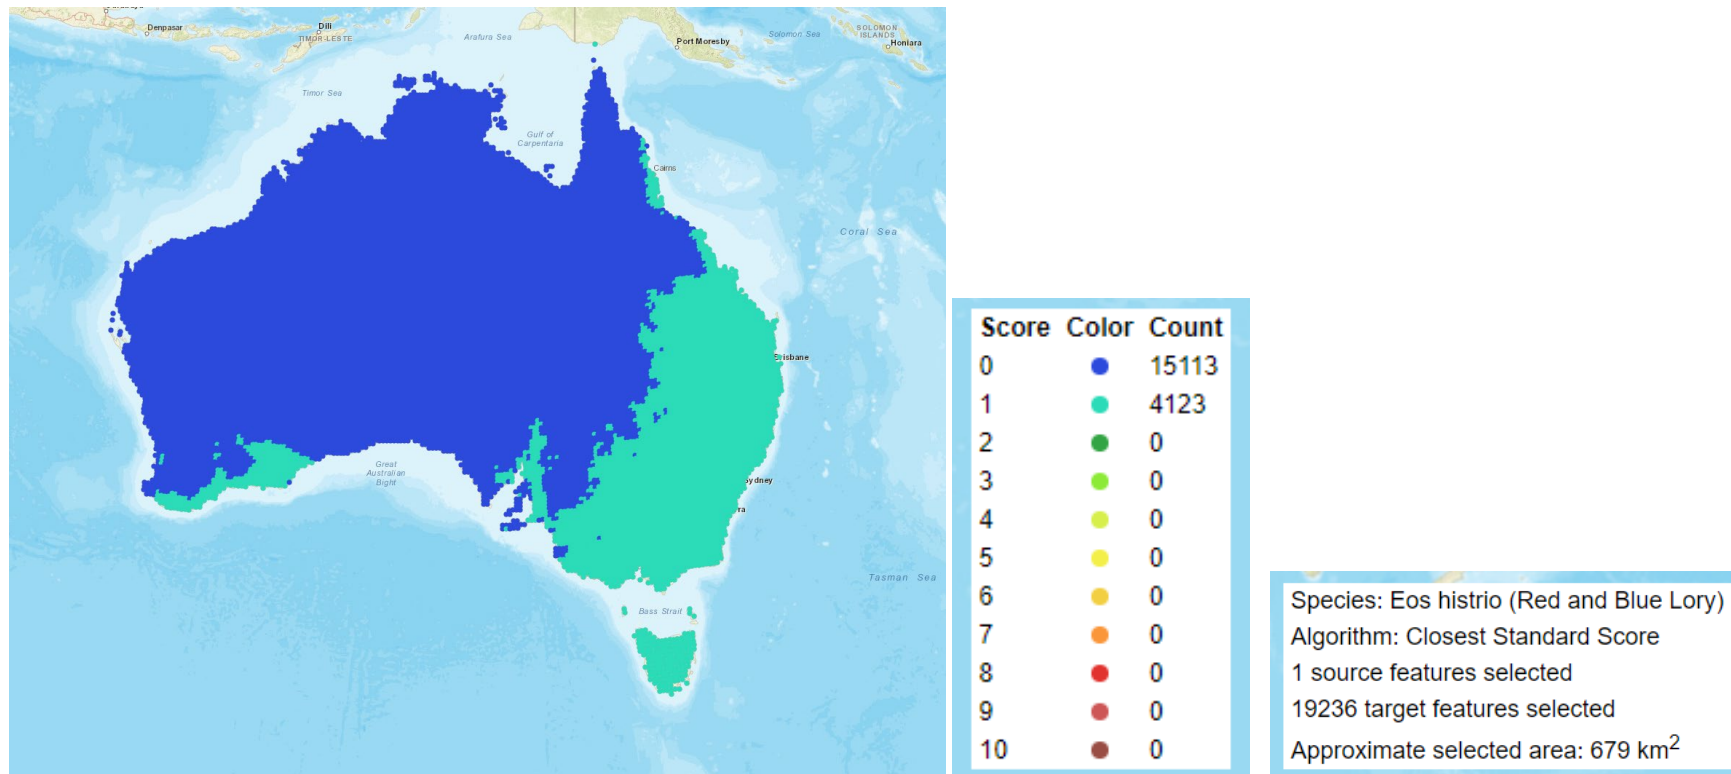 Denpasar
Dili
TIMOR-LESTE
Arafura Sea
Port Moresby
Solomon Sea
SOLOMON
ISLANDS
Honiara
Timor Sea
Gulf of
Carpentaria
Cairns
Coral Sea
Brisbane
Great
Australian
Bight
Sydney
ra
Bass Strait
Tasman Sea
Score Color Count
0 15113
1 4123
2 0
3 0
4 0
5 0
6 0
7 0
8 0
9 0
10 0
Species: Eos histrio (Red and Blue Lory)
Algorithm: Closest Standard Score
1 source features selected
19236 target features selected
Approximate selected area: 679 km²